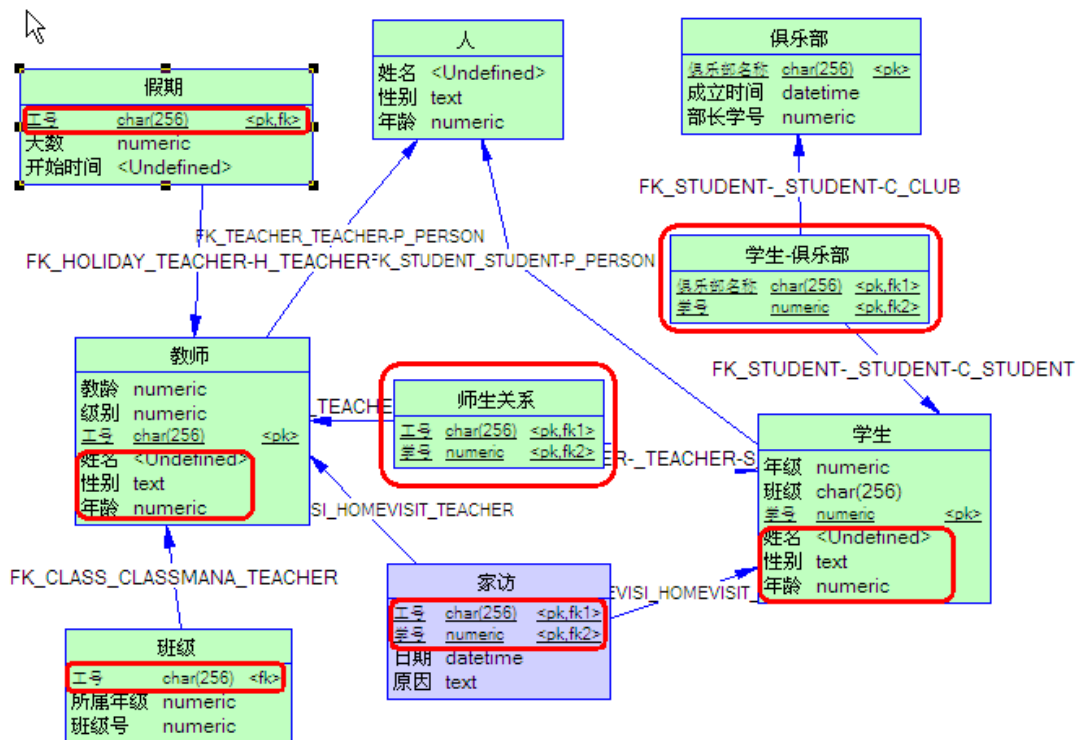 人
姓名 <Undefined>
性别 text
年龄 numeric
俱乐部
俱乐部名称 char(256) <pk>
成立时间 datetime
部长学号 numeric
假期
工号 char(256) <pk,fk>
天数 numeric
开始时间 <Undefined>
FK_STUDENT-_STUDENT-C_CLUB
FK_TEACHER_TEACHER-P_PERSON
FK_HOLIDAY_TEACHER-H_TEACHER
FK_STUDENT_STUDENT-P_PERSON
学生-俱乐部
俱乐部名称 char(256) <pk,fk1>
学号 numeric <pk,fk2>
FK_STUDENT-_STUDENT-C_STUDENT
教师
教龄 numeric
级别 numeric
工号 char(256) <pk>
姓名 <Undefined>
性别 text
年龄 numeric
_TEACHE
师生关系
工号 char(256) <pk,fk1>
学号 numeric <pk,fk2>
ER-_TEACHER-S
学生
年级 numeric
班级 char(256)
学号 numeric <pk>
姓名 <Undefined>
性别 text
年龄 numeric
SI_HOMEVISIT_TEACHER
FK_CLASS_CLASSMANA_TEACHER
家访
工号 char(256) <pk,fk1>
学号 numeric <pk,fk2>
日期 datetime
原因 text
EVISI_HOMEVISIT_
班级
工号 char(256) <fk>
所属年级 numeric
班级号 numeric